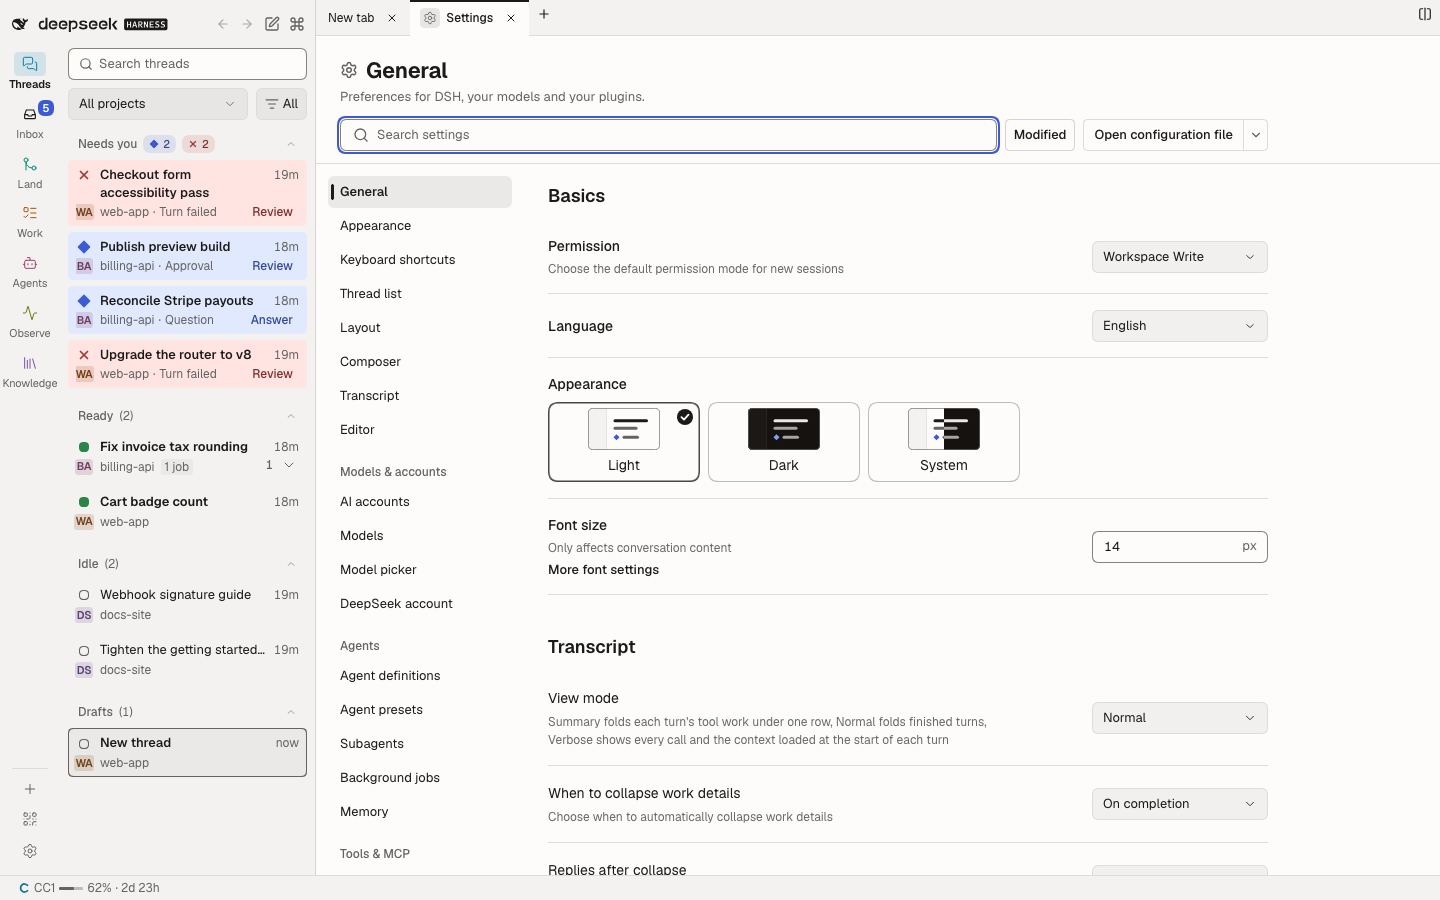 deepseek HARNESS
New tab
Settings
Threads
Inbox
5
Land
Work
Agents
Observe
Knowledge
Search threads
All projects
All
Needs you 2 2
Checkout form 19m
accessibility pass
WA web-app · Turn failed Review
Publish preview build 18m
BA billing-api · Approval Review
Reconcile Stripe payouts 18m
BA billing-api · Question Answer
Upgrade the router to v8 19m
WA web-app · Turn failed Review
Ready (2)
Fix invoice tax rounding 18m
BA billing-api 1 job 1
Cart badge count 18m
WA web-app
Idle (2)
Webhook signature guide 19m
DS docs-site
Tighten the getting started… 19m
DS docs-site
Drafts (1)
New thread now
WA web-app
General
Preferences for DSH, your models and your plugins.
Search settings
Modified
Open configuration file
General
Appearance
Keyboard shortcuts
Thread list
Layout
Composer
Transcript
Editor
Models & accounts
AI accounts
Models
Model picker
DeepSeek account
Agents
Agent definitions
Agent presets
Subagents
Background jobs
Memory
Tools & MCP
Basics
Permission
Choose the default permission mode for new sessions
Workspace Write
Language
English
Appearance
Light
Dark
System
Font size
Only affects conversation content
More font settings
14 px
Transcript
View mode
Summary folds each turn's tool work under one row, Normal folds finished turns,
Verbose shows every call and the context loaded at the start of each turn
Normal
When to collapse work details
Choose when to automatically collapse work details
On completion
Replies after collapse
C CC1 62% · 2d 23h